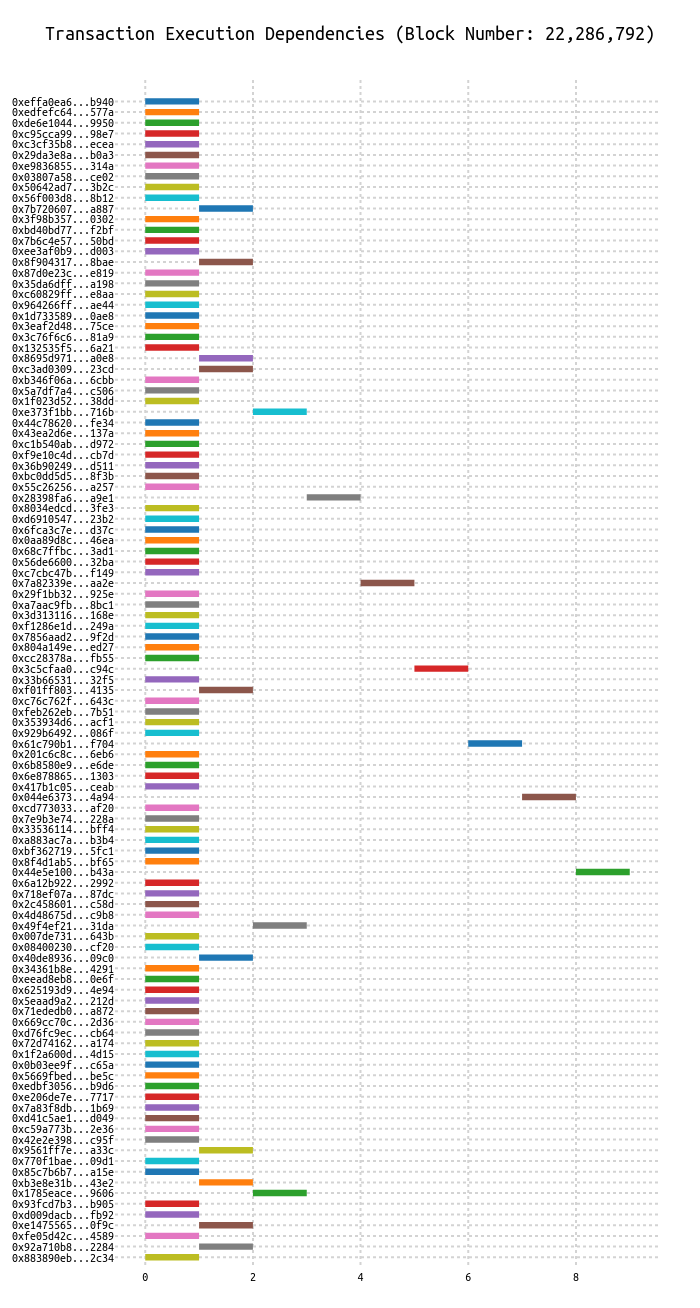 Transaction Execution Dependencies (Block Number: 22,286,792)
0xeffa0ea6...b940
0xedfefc64...577a
0xde6e1044...9950
0xc95cca99...98e7
0xc3cf35b8...ecea
0x29da3e8a...b0a3
0xe9836855...314a
0x03807a58...ce02
0x50642ad7...3b2c
0x56f003d8...8b12
0x7b720607...a887
0x3f98b357...0302
0xbd40bd77...f2bf
0x7b6c4e57...50bd
0xee3af0b9...d003
0x8f904317...8bae
0x87d0e23c...e819
0x35da6dff...a198
0xc60829ff...e8aa
0x964266ff...ae44
0x1d733589...0ae8
0x3eaf2d48...75ce
0x3c76f6c6...81a9
0x132535f5...6a21
0x8695d971...a0e8
0xc3ad0309...23cd
0xb346f06a...6cbb
0x5a7df7a4...c506
0x1f023d52...38dd
0xe373f1bb...716b
0x44c78620...fe34
0x43ea2d6e...137a
0xc1b540ab...d972
0xf9e10c4d...cb7d
0x36b90249...d511
0xbc0dd5d5...8f3b
0x55c26256...a257
0x28398fa6...a9e1
0x8034edcd...3fe3
0xd6910547...23b2
0x6fca3c7e...d37c
0x0aa89d8c...46ea
0x68c7ffbc...3ad1
0x56de6600...32ba
0xc7cbc47b...f149
0x7a82339e...aa2e
0x29f1bb32...925e
0xa7aac9fb...8bc1
0x3d313116...168e
0xf1286e1d...249a
0x7856aad2...9f2d
0x804a149e...ed27
0xcc28378a...fb55
0x3c5cfaa0...c94c
0x33b66531...32f5
0xf01ff803...4135
0xc76c762f...643c
0xfeb262eb...7b51
0x353934d6...acf1
0x929b6492...086f
0x61c790b1...f704
0x201c6c8c...6eb6
0x6b8580e9...e6de
0x6e878865...1303
0x417b1c05...ceab
0x044e6373...4a94
0xcd773033...af20
0x7e9b3e74...228a
0x33536114...bff4
0xa883ac7a...b3b4
0xbf362719...5fc1
0x8f4d1ab5...bf65
0x44e5e100...b43a
0x6a12b922...2992
0x718ef07a...87dc
0x2c458601...c58d
0x4d48675d...c9b8
0x49f4ef21...31da
0x007de731...643b
0x08400230...cf20
0x40de8936...09c0
0x34361b8e...4291
0xeead8eb8...0e6f
0x625193d9...4e94
0x5eaad9a2...212d
0x71ededb0...a872
0x669cc70c...2d36
0xd76fc9ec...cb64
0x72d74162...a174
0x1f2a600d...4d15
0x0b03ee9f...c65a
0x5669fbed...be5c
0xedbf3056...b9d6
0xe206de7e...7717
0x7a83f8db...1b69
0xd41c5ae1...d049
0xc59a773b...2e36
0x42e2e398...c95f
0x9561ff7e...a33c
0x770f1bae...09d1
0x85c7b6b7...a15e
0xb3e8e31b...43e2
0x1785eace...9606
0x93fcd7b3...b905
0xd009dacb...fb92
0xe1475565...0f9c
0xfe05d42c...4589
0x92a710b8...2284
0x883890eb...2c34
0 2 4 6 8